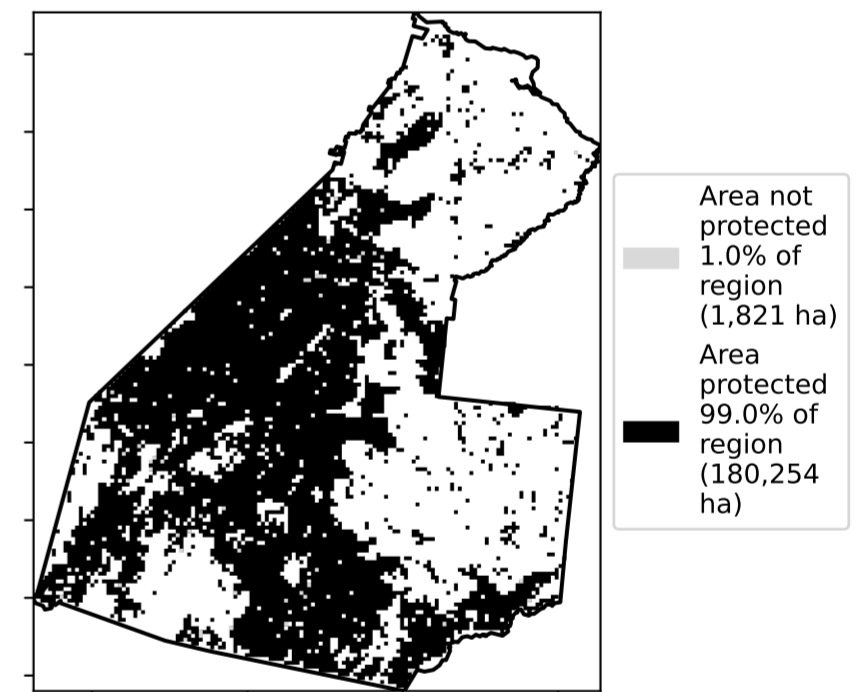 Area not
protected
1.0% of
region
(1,821 ha)
Area
protected
99.0% of
region
(180,254
ha)